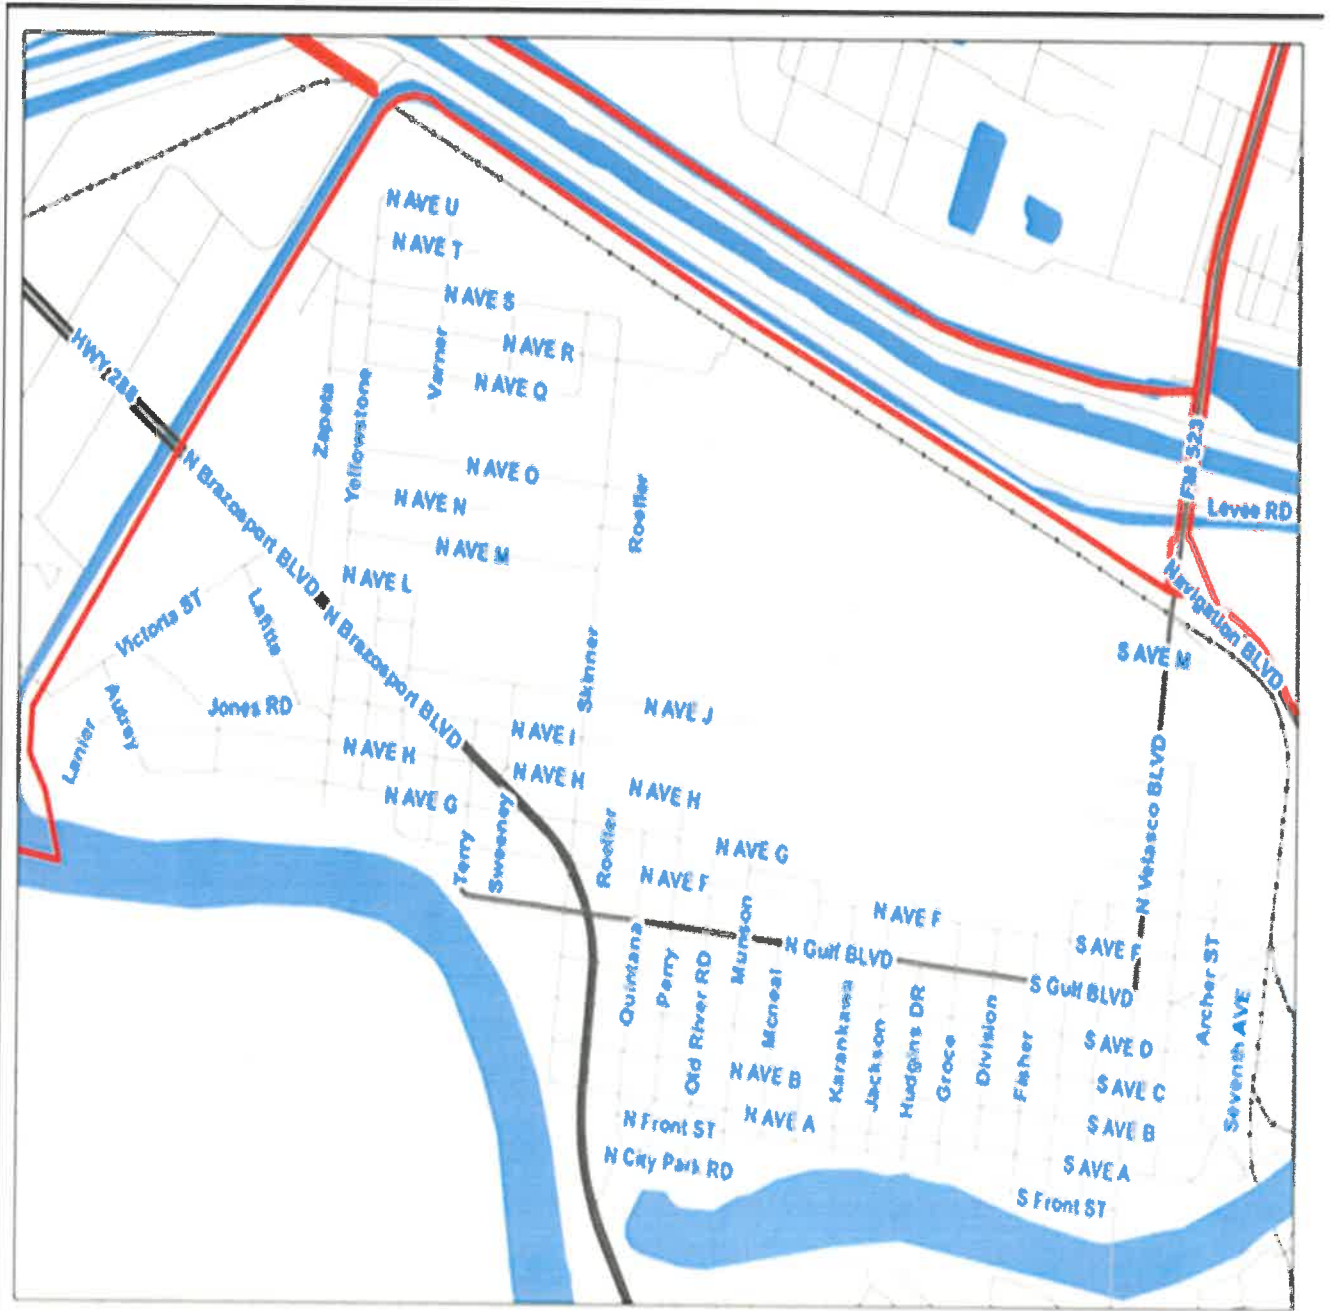 N AVE U
N AVE T
N AVE S
N AVE R
Varner
N AVE Q
HWY 288
Zapata
Yellowstone
N AVE O
N AVE N
Roeller
N AVE M
FM 523
Levee RD
N Brazosport BLVD
N AVE L
Navigation BLVD
Victoria ST
Lafitte
N Brazosport BLVD
S AVE M
Skinner
Autrey
Jones RD
N AVE J
Lanier
N AVE H
N AVE I
N AVE H
N AVE H
N AVE G
N Velasco BLVD
Terry
Sweeney
Roeller
N AVE G
N AVE F
N AVE F
Munson
N Gulf BLVD
S AVE F
S Gulf BLVD
Quintana
Perry
Old River RD
Mcneal
Karankawa
Jackson
Hudgins DR
Groce
Division
Fisher
Archer ST
Seventh AVE
S AVE D
N AVE B
S AVE C
N AVE A
N Front ST
S AVE B
N City Park RD
S AVE A
S Front ST